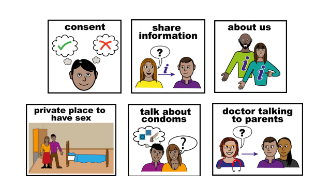 consent
share
information
about us
private place to
have sex
talk about
condoms
doctor talking
to parents